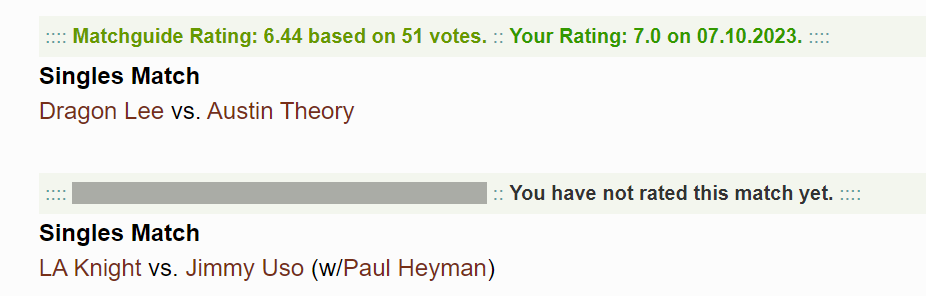 :::: Matchguide Rating: 6.44 based on 51 votes. :: Your Rating: 7.0 on 07.10.2023. ::::
Singles Match
Dragon Lee vs. Austin Theory
:::: :: You have not rated this match yet. ::::
Singles Match
LA Knight vs. Jimmy Uso (w/Paul Heyman)